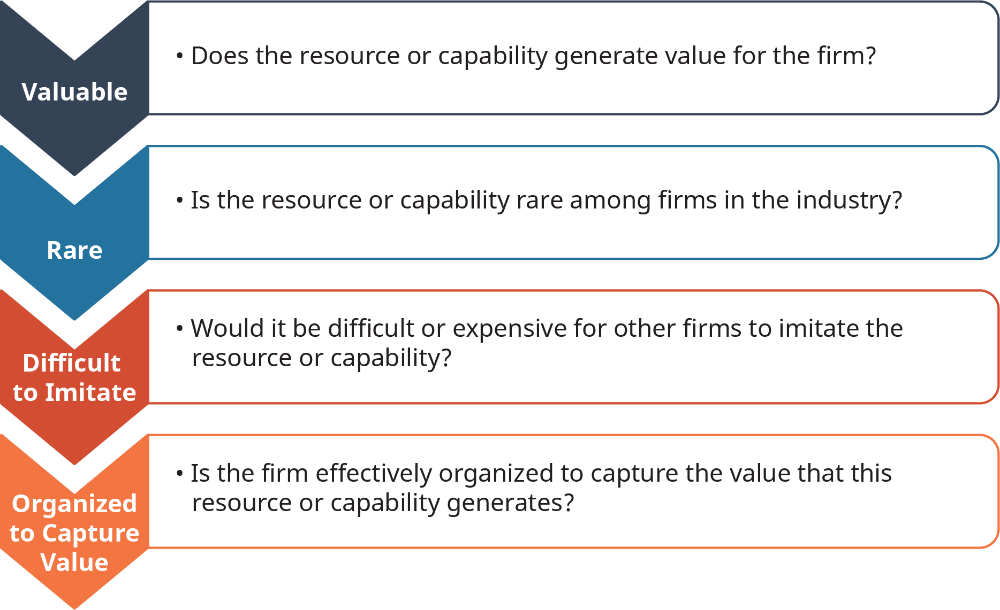 Valuable
• Does the resource or capability generate value for the firm?
Rare
• Is the resource or capability rare among firms in the industry?
Difficult
to Imitate
• Would it be difficult or expensive for other firms to imitate the
resource or capability?
Organized
to Capture
Value
• Is the firm effectively organized to capture the value that this
resource or capability generates?